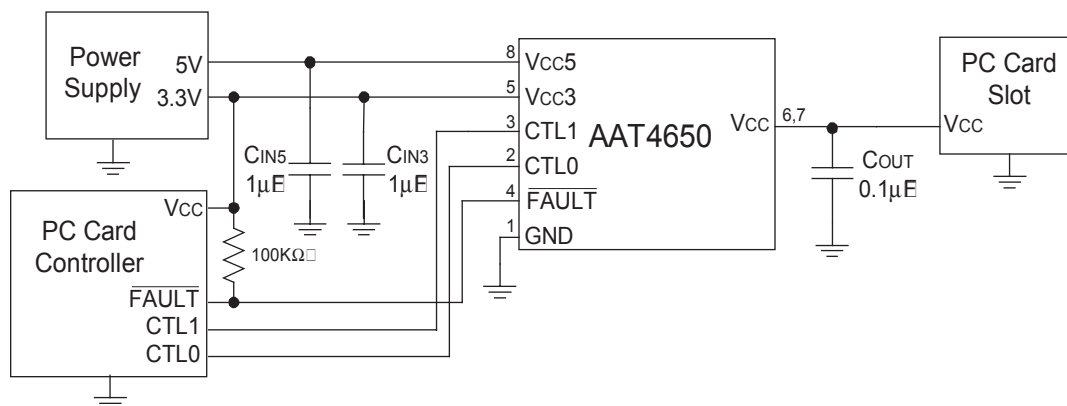 Power
Supply
5V
3.3V
8
VCC5
5
VCC3
3
CTL1
2
CTL0
4
FAULT
1
GND
AAT4650
VCC
6,7
PC Card
Slot
VCC
CIN5
1µF
CIN3
1µF
COUT
0.1µF
PC Card
Controller
VCC
100KΩ
FAULT
CTL1
CTL0